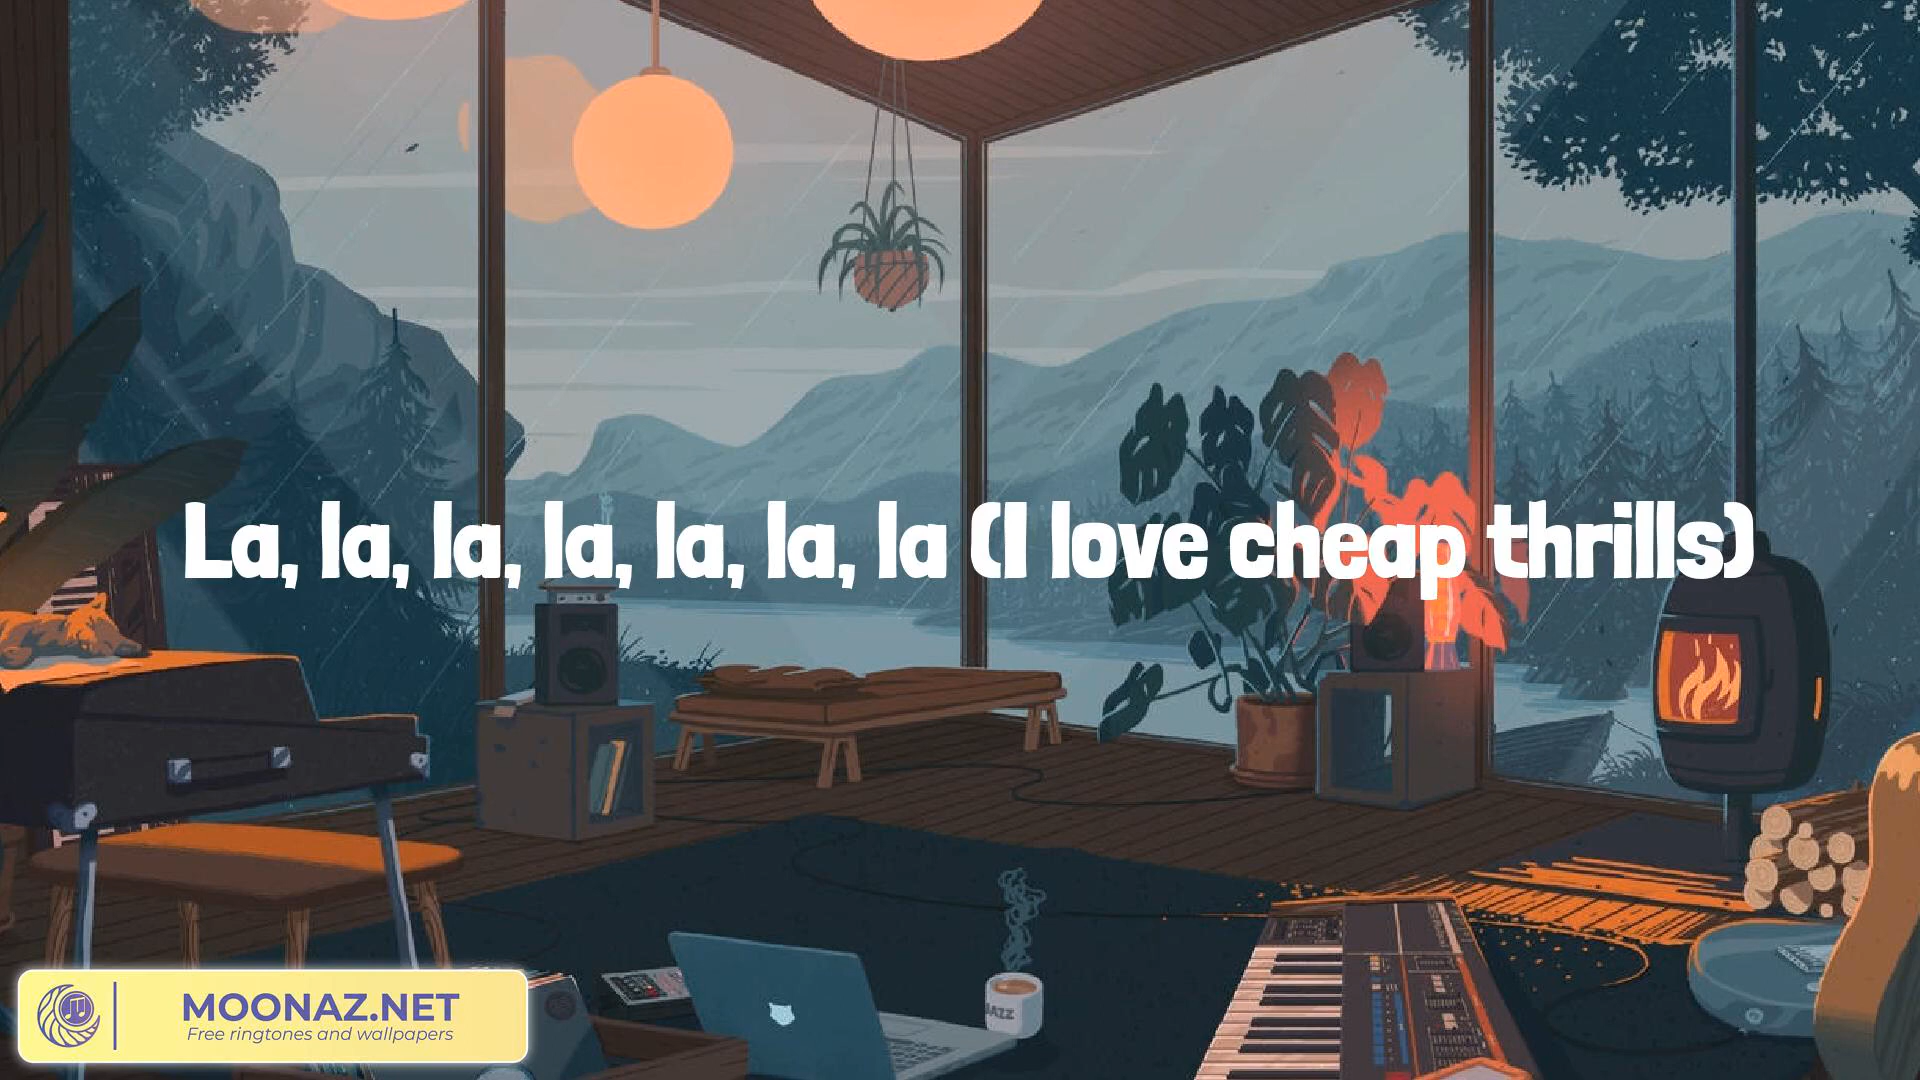 La, la, la, la, la, la, la (I love cheap thrills)
JAZZ
MOONAZ.NET
Free ringtones and wallpapers